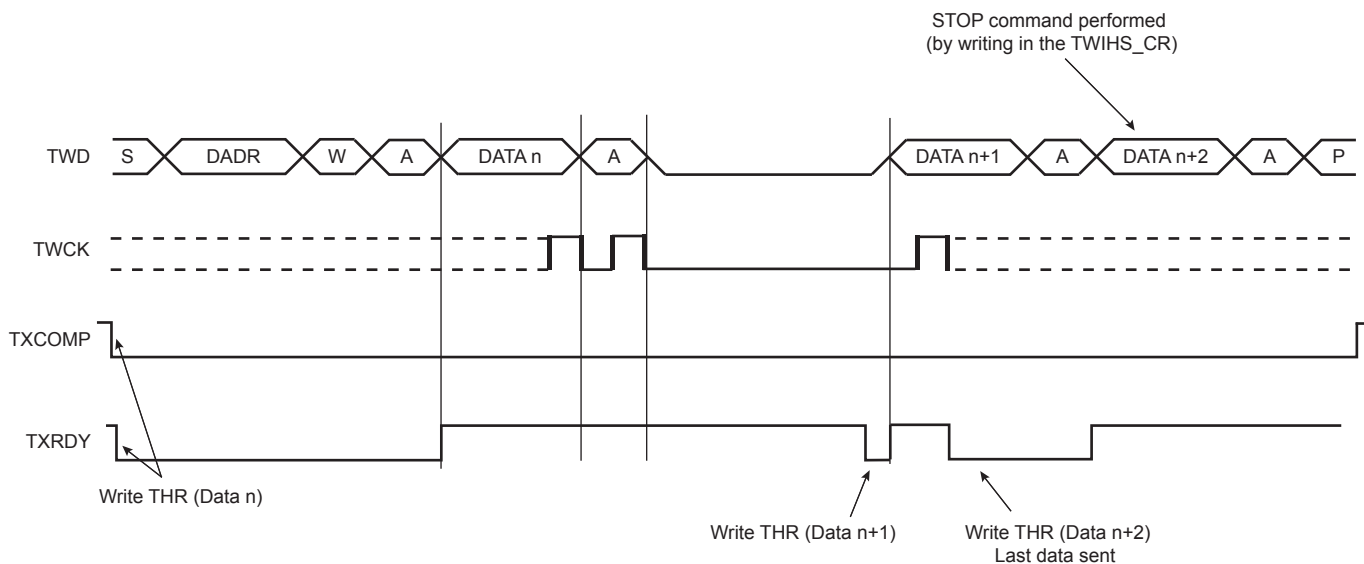 STOP command performed
(by writing in the TWIHS_CR)
TWD S DADR W A DATA n A DATA n+1 A DATA n+2 A P
TWCK
TXCOMP
TXRDY
Write THR (Data n)
Write THR (Data n+1)
Write THR (Data n+2)
Last data sent